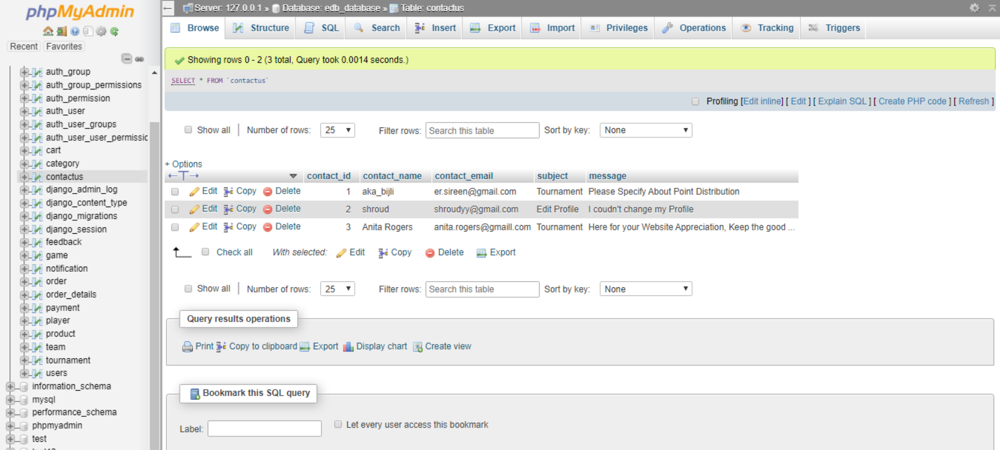 phpMyAdmin
Recent Favorites
auth_group
auth_group_permissions
auth_permission
auth_user
auth_user_groups
auth_user_user_permissic
cart
category
contactus
django_admin_log
django_content_type
django_migrations
django_session
feedback
game
notification
order
order_details
payment
player
product
team
tournament
users
information_schema
mysql
performance_schema
phpmyadmin
test
Server: 127.0.0.1 » Database: edb_database » Table: contactus
Browse Structure SQL Search Insert Export Import Privileges Operations Tracking Triggers
Showing rows 0 - 2 (3 total, Query took 0.0014 seconds.)
SELECT * FROM `contactus`
Profiling [Edit inline] [ Edit ] [ Explain SQL ] [ Create PHP code ] [ Refresh ]
Show all | Number of rows: 25 Filter rows: Search this table Sort by key: None
+ Options
←T→ contact_id contact_name contact_email subject message
Edit Copy Delete 1 aka_bijli er.sireen@gmail.com Tournament Please Specify About Point Distribution
Edit Copy Delete 2 shroud shroudyy@gmail.com Edit Profile I coudn't change my Profile
Edit Copy Delete 3 Anita Rogers anita.rogers@gmaill.com Tournament Here for your Website Appreciation, Keep the good ...
Check all With selected: Edit Copy Delete Export
Show all | Number of rows: 25 Filter rows: Search this table Sort by key: None
Query results operations
Print Copy to clipboard Export Display chart Create view
Bookmark this SQL query
Label: Let every user access this bookmark